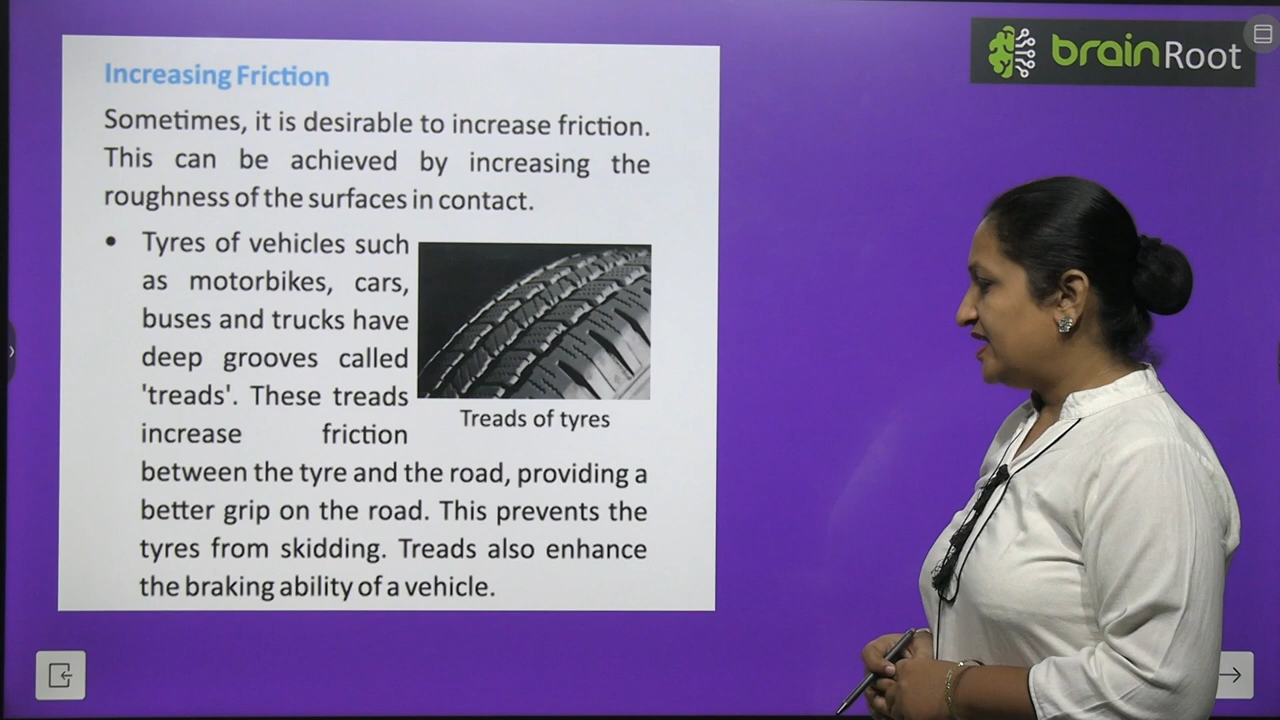 brainRoot
Increasing Friction
Sometimes, it is desirable to increase friction.
This can be achieved by increasing the
roughness of the surfaces in contact.
• Tyres of vehicles such
as motorbikes, cars,
buses and trucks have
deep grooves called
'treads'. These treads
increase friction
between the tyre and the road, providing a
better grip on the road. This prevents the
tyres from skidding. Treads also enhance
the braking ability of a vehicle.
Treads of tyres